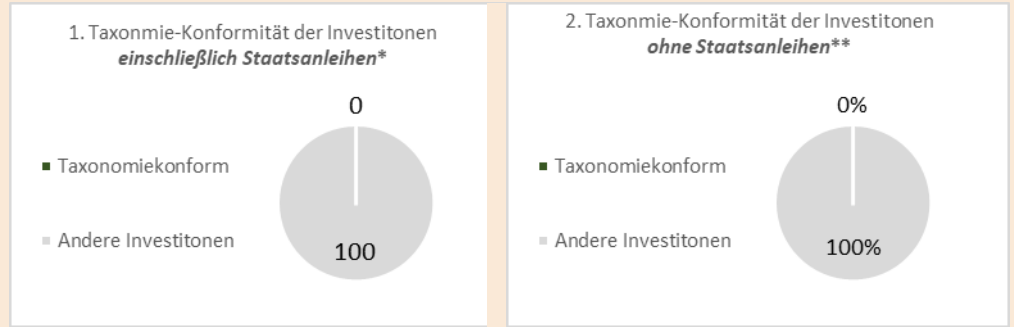 1. Taxonmie-Konformität der Investitonen
einschließlich Staatsanleihen*
0
Taxonomiekonform
Andere Investitonen
100
2. Taxonmie-Konformität der Investitonen
ohne Staatsanleihen**
0%
Taxonomiekonform
Andere Investitonen
100%